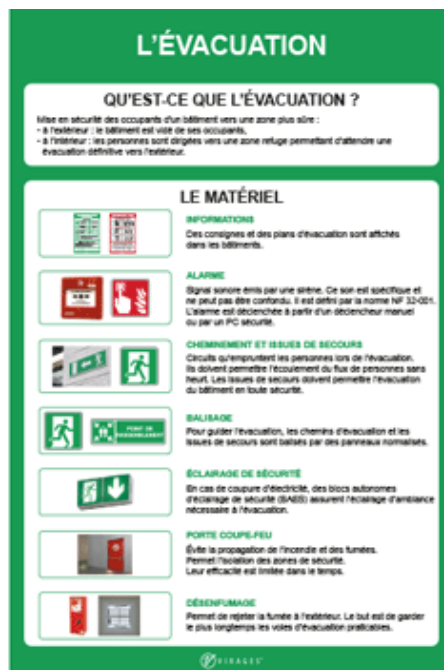 L'ÉVACUATION
QU'EST-CE QUE L'ÉVACUATION ?
Mise en sécurité des occupants d'un bâtiment vers une zone plus sûre :
- à l'extérieur : le bâtiment est vidé de ses occupants,
- à l'intérieur : les personnes sont dirigées vers une zone refuge permettant d'attendre une
évacuation définitive vers l'extérieur.
LE MATÉRIEL
INFORMATIONS
Des consignes et des plans d'évacuation sont affichés
dans les bâtiments.
ALARME
Signal sonore émis par une sirène. Ce son est spécifique et
ne peut pas être confondu. Il est défini par la norme NF 32-001.
L'alarme est déclenchée à partir d'un déclencheur manuel
ou par un PC sécurité.
CHEMINEMENT ET ISSUES DE SECOURS
Circuits qu'empruntent les personnes lors de l'évacuation.
Ils doivent permettre l'écoulement du flux de personnes sans
heurt. Les issues de secours doivent permettre l'évacuation
du bâtiment en toute sécurité.
POINT DE
RASSEMBLEMENT
BALISAGE
Pour guider l'évacuation, les chemins d'évacuation et les
issues de secours sont balisés par des panneaux normalisés.
ÉCLAIRAGE DE SÉCURITÉ
En cas de coupure d'électricité, des blocs autonomes
d'éclairage de sécurité (BAES) assurent l'éclairage d'ambiance
nécessaire à l'évacuation.
PORTE COUPE-FEU
Évite la propagation de l'incendie et des fumées.
Permet l'isolation des zones de sécurité.
Leur efficacité est limitée dans le temps.
DÉSENFUMAGE
Permet de rejeter la fumée à l'extérieur. Le but est de garder
le plus longtemps les voies d'évacuation praticables.
VIRAGES